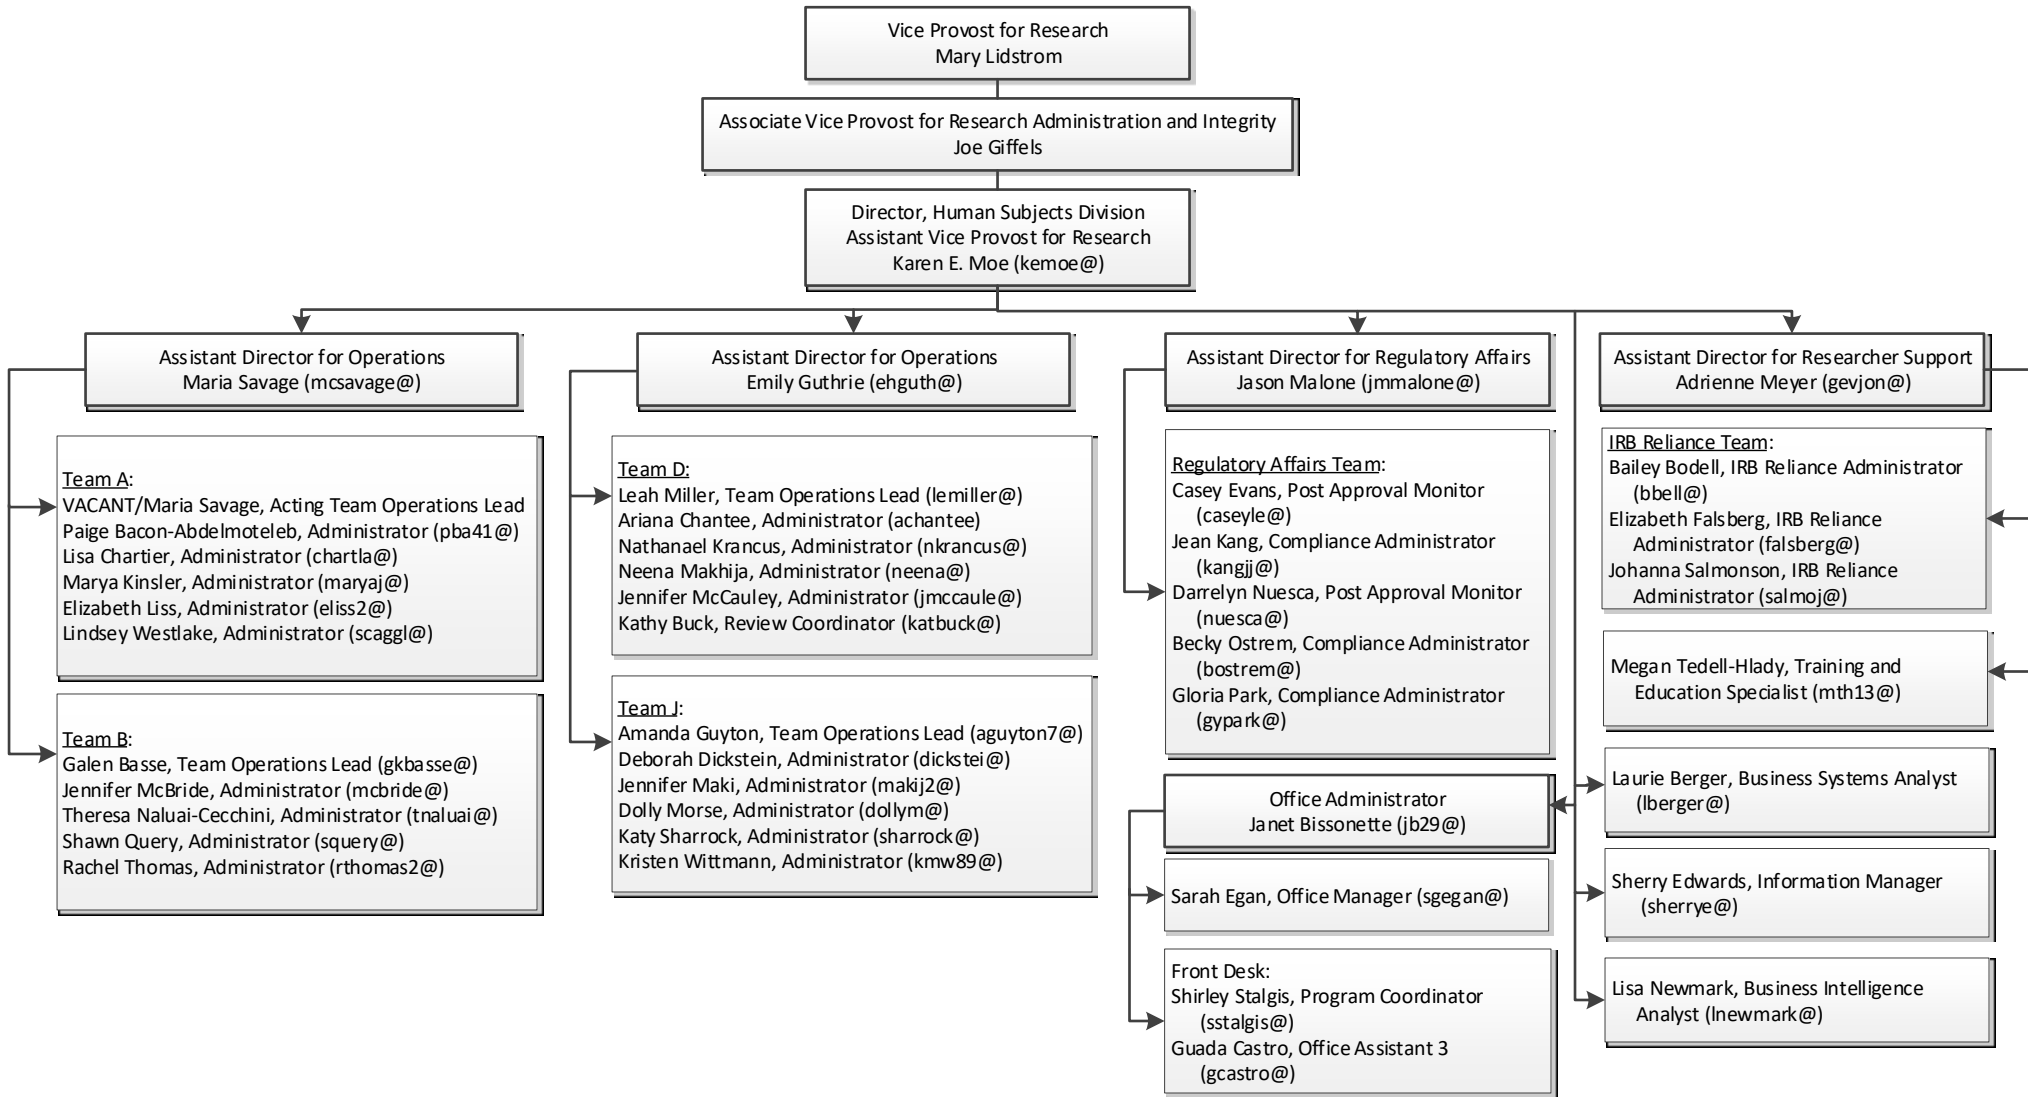 Vice Provost for Research
Mary Lidstrom
Associate Vice Provost for Research Administration and Integrity
Joe Giffels
Director, Human Subjects Division
Assistant Vice Provost for Research
Karen E. Moe (kemoe@)
Assistant Director for Operations
Maria Savage (mcsavage@)
Team A:
VACANT/Maria Savage, Acting Team Operations Lead
Paige Bacon-Abdelmoteleb, Administrator (pba41@)
Lisa Chartier, Administrator (chartla@)
Marya Kinsler, Administrator (maryaj@)
Elizabeth Liss, Administrator (eliss2@)
Lindsey Westlake, Administrator (scaggl@)
Team B:
Galen Basse, Team Operations Lead (gkbasse@)
Jennifer McBride, Administrator (mcbride@)
Theresa Naluai-Cecchini, Administrator (tnaluai@)
Shawn Query, Administrator (squery@)
Rachel Thomas, Administrator (rthomas2@)
Assistant Director for Operations
Emily Guthrie (ehguth@)
Team D:
Leah Miller, Team Operations Lead (lemiller@)
Ariana Chantee, Administrator (achantee)
Nathanael Krancus, Administrator (nkrancus@)
Neena Makhija, Administrator (neena@)
Jennifer McCauley, Administrator (jmccaule@)
Kathy Buck, Review Coordinator (katbuck@)
Team J:
Amanda Guyton, Team Operations Lead (aguyton7@)
Deborah Dickstein, Administrator (dickstei@)
Jennifer Maki, Administrator (makij2@)
Dolly Morse, Administrator (dollym@)
Katy Sharrock, Administrator (sharrock@)
Kristen Wittmann, Administrator (kmw89@)
Assistant Director for Regulatory Affairs
Jason Malone (jmmalone@)
Regulatory Affairs Team:
Casey Evans, Post Approval Monitor
(caseyle@)
Jean Kang, Compliance Administrator
(kangjj@)
Darrelyn Nuesca, Post Approval Monitor
(nuesca@)
Becky Ostrem, Compliance Administrator
(bostrem@)
Gloria Park, Compliance Administrator
(gypark@)
Office Administrator
Janet Bissonette (jb29@)
Sarah Egan, Office Manager (sgegan@)
Front Desk:
Shirley Stalgis, Program Coordinator
(sstalgis@)
Guada Castro, Office Assistant 3
(gcastro@)
Assistant Director for Researcher Support
Adrienne Meyer (gevjon@)
IRB Reliance Team:
Bailey Bodell, IRB Reliance Administrator
(bbell@)
Elizabeth Falsberg, IRB Reliance
Administrator (falsberg@)
Johanna Salmonson, IRB Reliance
Administrator (salmoj@)
Megan Tedell-Hlady, Training and
Education Specialist (mth13@)
Laurie Berger, Business Systems Analyst
(lberger@)
Sherry Edwards, Information Manager
(sherrye@)
Lisa Newmark, Business Intelligence
Analyst (lnewmark@)